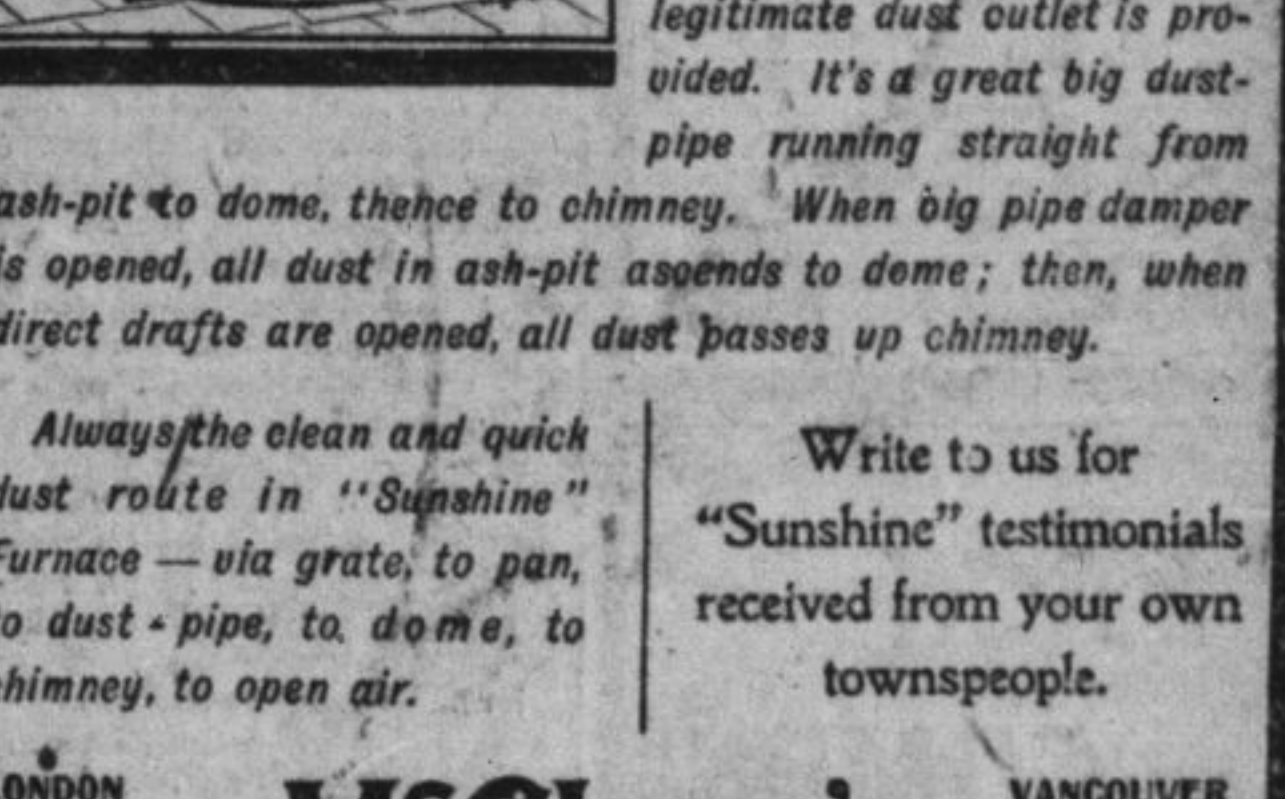 legitimate dust outlet is pro-
vided. It's a great big dust-
pipe running straight from
ash-pit to dome, thence to chimney. When big pipe damper
is opened, all dust in ash-pit ascends to dome; then, when
direct drafts are opened, all dust passes up chimney.
Always the clean and quick
dust route in "Sunshine"
Furnace — via grate, to pan,
to dust-pipe, to dome, to
chimney, to open air.
Write to us for
"Sunshine" testimonials
received from your own
townspeople.
LONDON
VANCOUVER